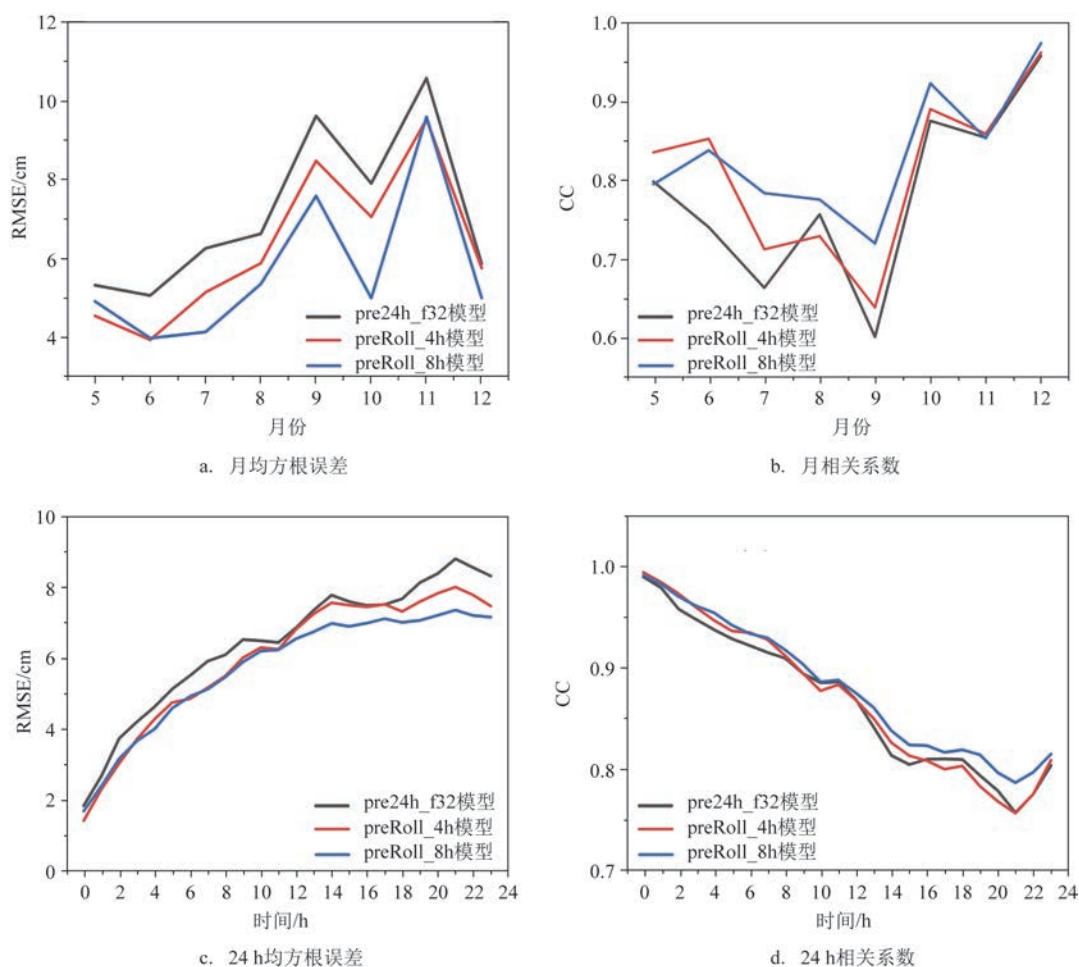 12
10
8
6
4
RMSE/cm
5 6 7 8 9 10 11 12
月份
pre24h_f32模型
preRoll_4h模型
preRoll_8h模型
a. 月均方根误差
1.0
0.9
0.8
0.7
0.6
CC
5 6 7 8 9 10 11 12
月份
pre24h_f32模型
preRoll_4h模型
preRoll_8h模型
b. 月相关系数
10
8
6
4
2
0
RMSE/cm
0 2 4 6 8 10 12 14 16 18 20 22 24
时间/h
pre24h_f32模型
preRoll_4h模型
preRoll_8h模型
c. 24 h均方根误差
1.0
0.9
0.8
0.7
CC
0 2 4 6 8 10 12 14 16 18 20 22 24
时间/h
pre24h_f32模型
preRoll_4h模型
preRoll_8h模型
d. 24 h相关系数